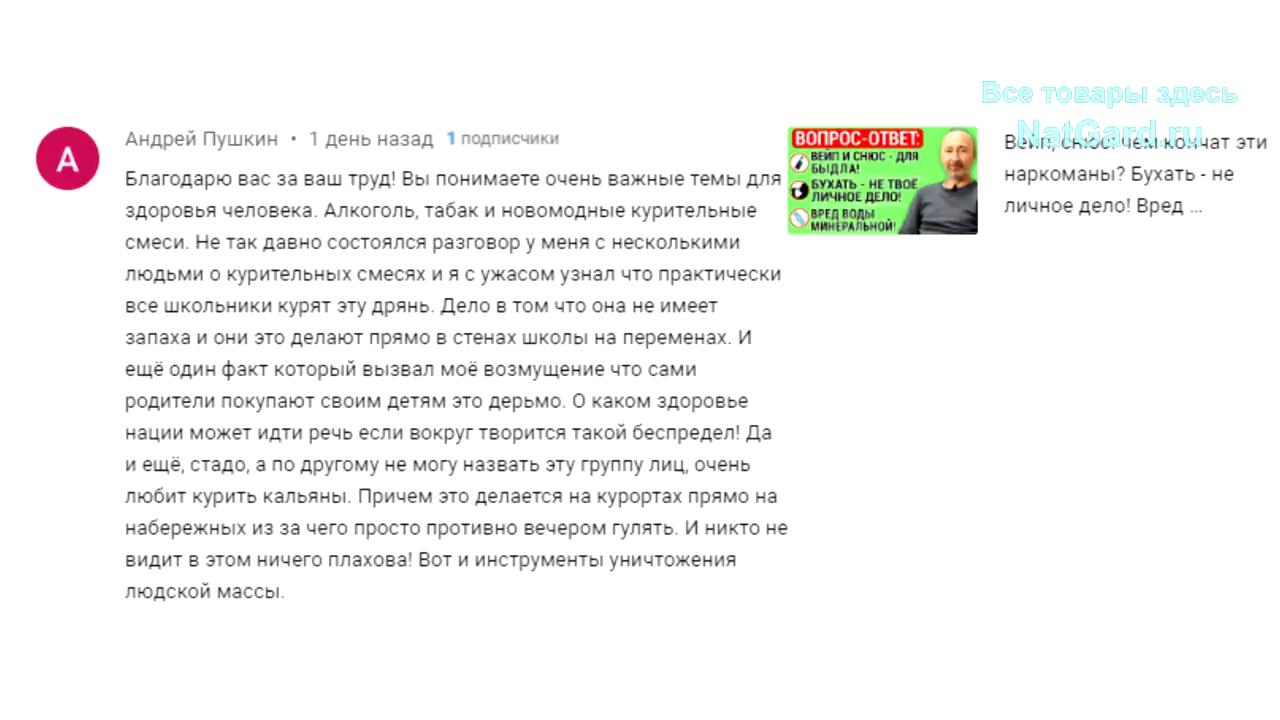 Все товары здесь
NatGard.ru
Андрей Пушкин • 1 день назад 1 подписчики
Благодарю вас за ваш труд! Вы понимаете очень важные темы для
здоровья человека. Алкоголь, табак и новомодные курительные
смеси. Не так давно состоялся разговор у меня с несколькими
людьми о курительных смесях и я с ужасом узнал что практически
все школьники курят эту дрянь. Дело в том что она не имеет
запаха и они это делают прямо в стенах школы на переменах. И
ещё один факт который вызвал моё возмущение что сами
родители покупают своим детям это дерьмо. О каком здоровье
нации может идти речь если вокруг творится такой беспредел! Да
и ещё, стадо, а по другому не могу назвать эту группу лиц, очень
любит курить кальяны. Причем это делается на курортах прямо на
набережных из за чего просто противно вечером гулять. И никто не
видит в этом ничего плахова! Вот и инструменты уничтожения
людской массы.
А
ВОПРОС-ОТВЕТ:
ВЕЙП И СНЮС - ДЛЯ
БЫДЛА!
БУХАТЬ - НЕ ТВОЕ
ЛИЧНОЕ ДЕЛО!
ВРЕД ВОДЫ
МИНЕРАЛЬНОЙ!
Вейп, снюс: чем кончат эти
наркоманы? Бухать - не
личное дело! Вред ...